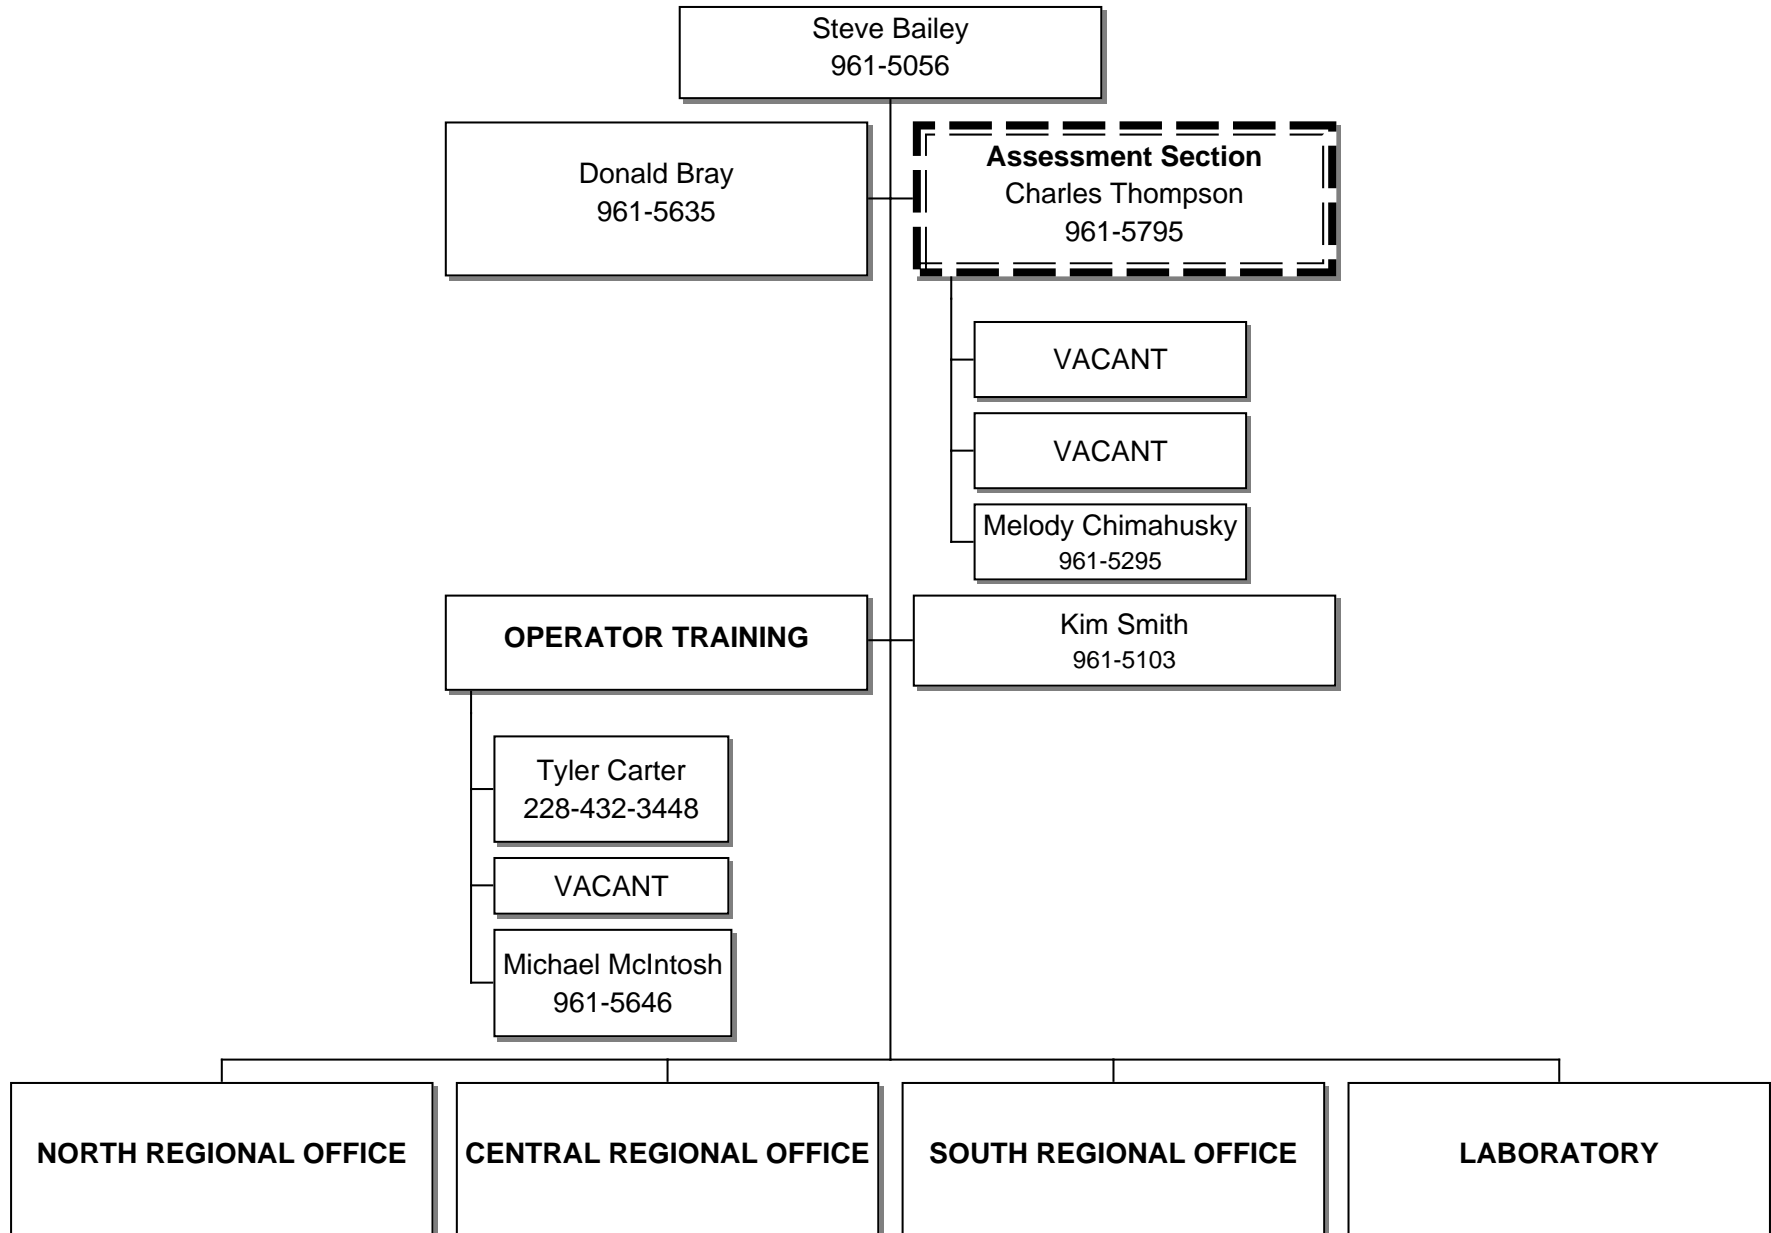 Steve Bailey
961-5056
Donald Bray
961-5635
Assessment Section
Charles Thompson
961-5795
VACANT
VACANT
Melody Chimahusky
961-5295
OPERATOR TRAINING
Kim Smith
961-5103
Tyler Carter
228-432-3448
VACANT
Michael McIntosh
961-5646
NORTH REGIONAL OFFICE
CENTRAL REGIONAL OFFICE
SOUTH REGIONAL OFFICE
LABORATORY